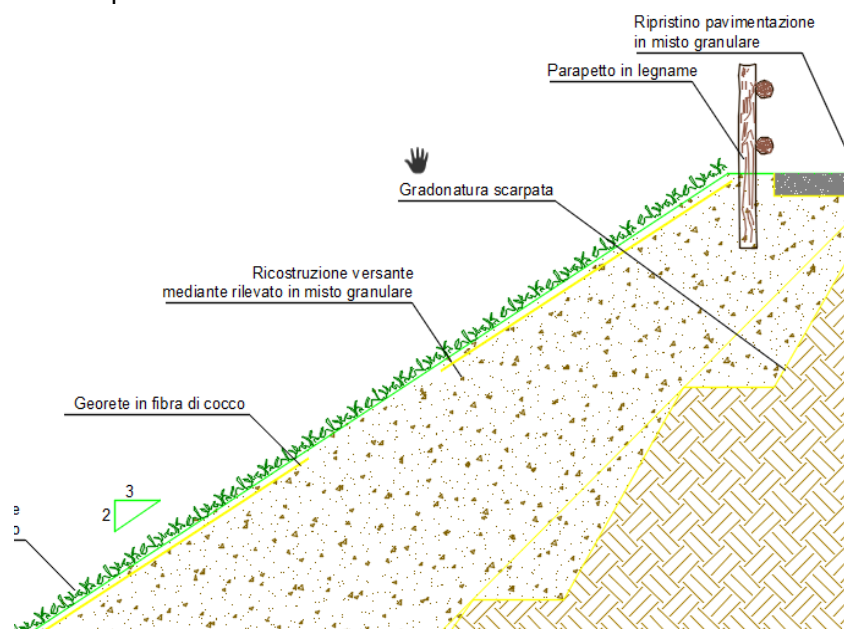 Ripristino pavimentazione
in misto granulare
Parapetto in legname
Gradonatura scarpata
Ricostruzione versante
mediante rilevato in misto granulare
Georete in fibra di cocco
3
2
e
o